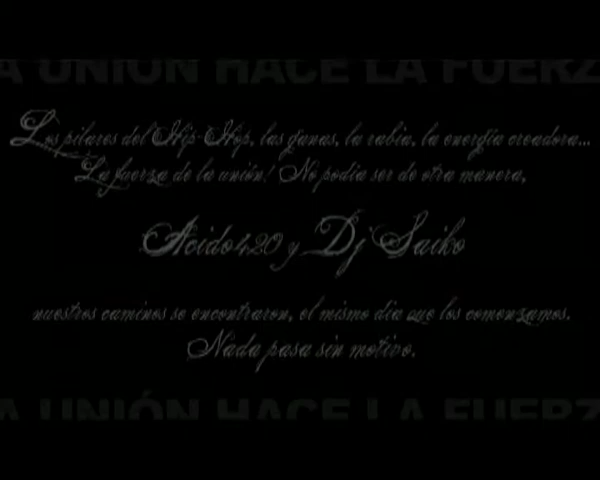 A UNIÓN HACE LA FUERZ
Los pilares del Hip-Hop, las ganas, la rabia, la energía creadora...
La fuerza de la unión! No podia ser de otra manera,
Acido420 y Dj Saiko
nuestros caminos se encontraron, el mismo dia que los comenzamos.
Nada pasa sin motivo.
A UNIÓN HACE LA FUERZ